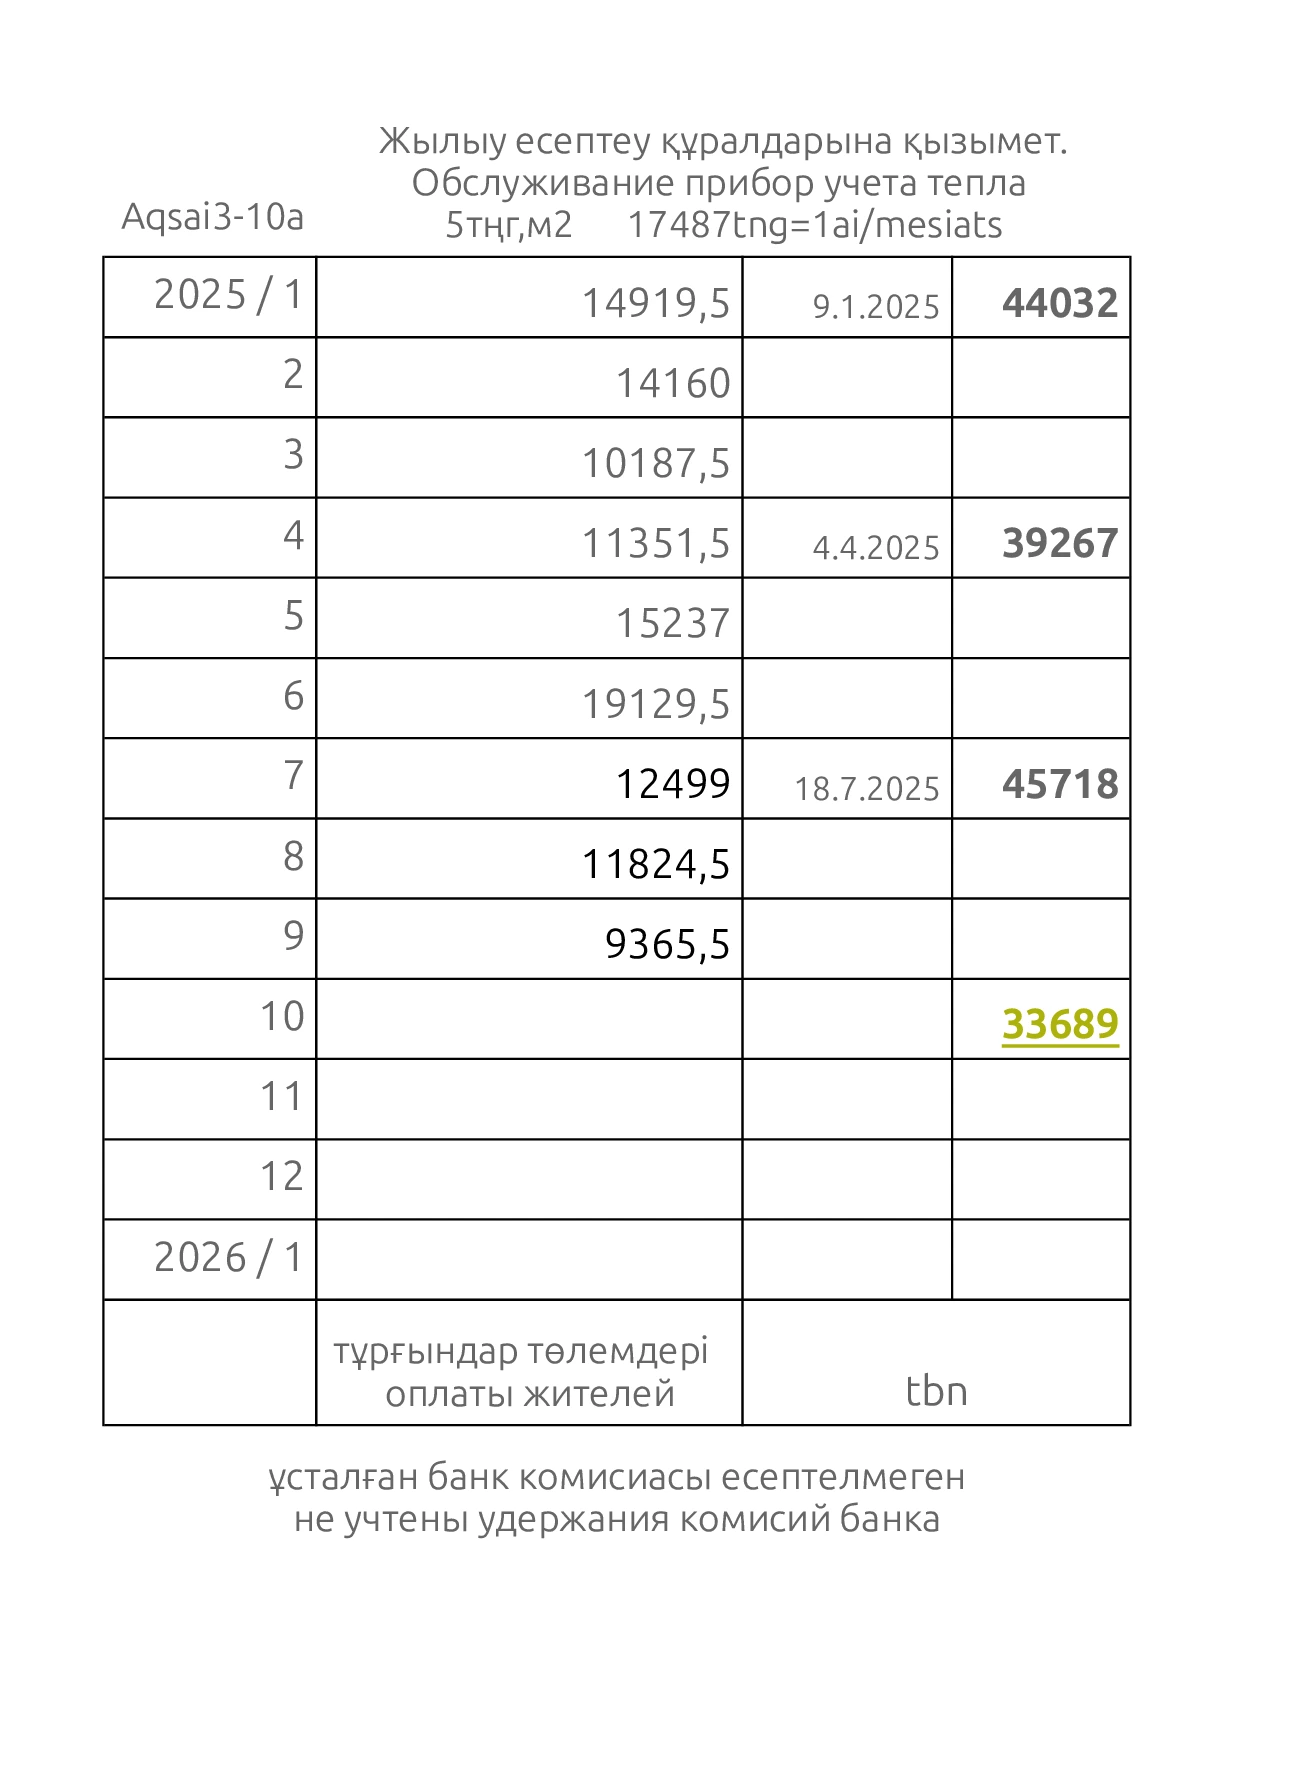 Жылыу есептеу құралдарына қызымет.
Обслуживание прибор учета тепла
Aqsai3-10a 5тңг,м2 17487tng=1ai/mesiats
2025 / 1 14919,5 9.1.2025 44032
2 14160
3 10187,5
4 11351,5 4.4.2025 39267
5 15237
6 19129,5
7 12499 18.7.2025 45718
8 11824,5
9 9365,5
10 33689
11
12
2026 / 1
тұрғындар төлемдері
оплаты жителей tbn
ұсталған банк комисиасы есептелмеген
не учтены удержания комисий банка